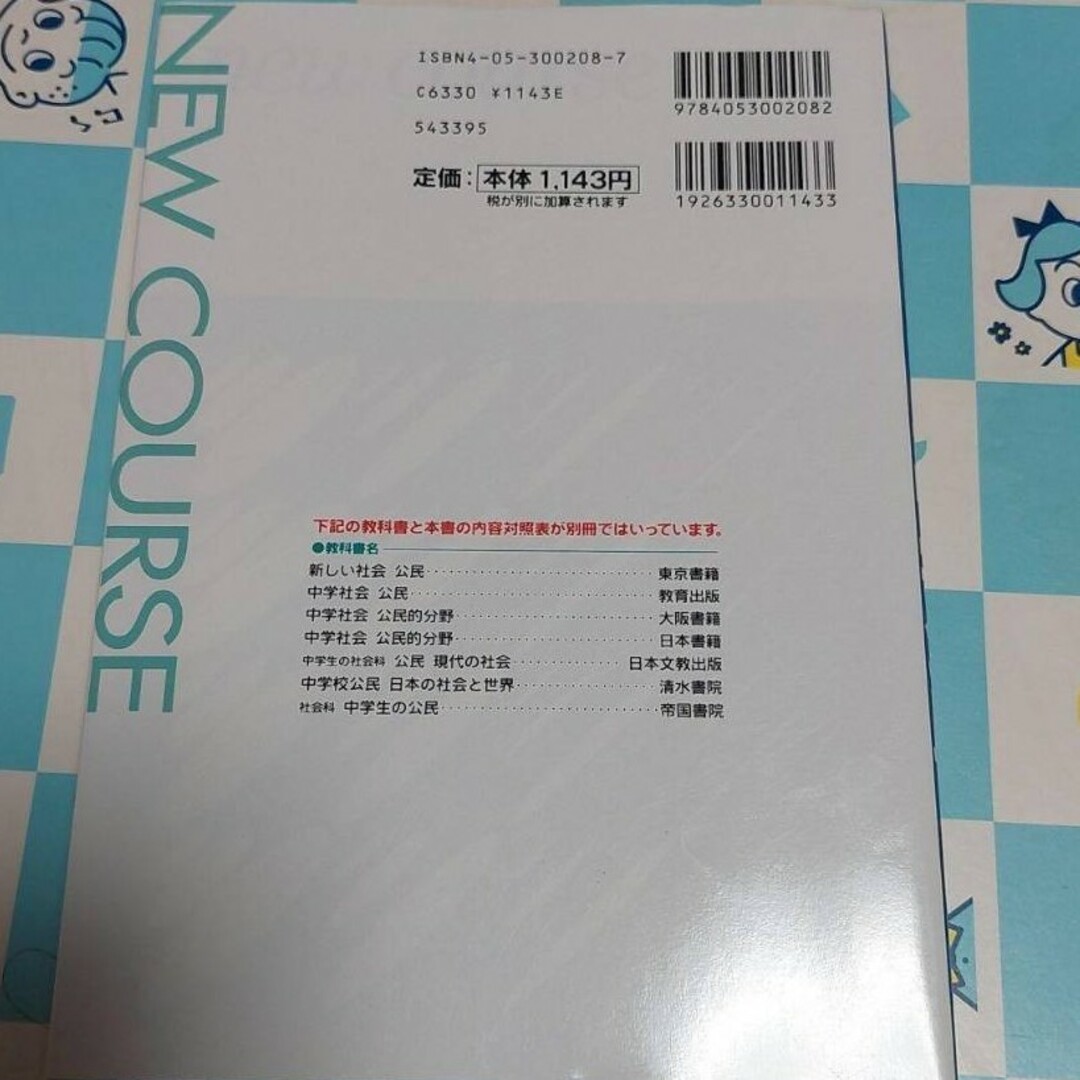 NEW COURSE
ISBN4-05-300208-7
C6330 ¥1143E
543395
定価：本体1,143円
税が別に加算されます
9784053002082
1926330011433
下記の教科書と本書の内容対照表が別冊ではいっています。
●教科書名
新しい社会 公民 東京書籍
中学社会 公民 教育出版
中学社会 公民的分野 大阪書籍
中学社会 公民的分野 日本書籍
中学生の社会科 公民 現代の社会 日本文教出版
中学校公民 日本の社会と世界 清水書院
社会科 中学生の公民 帝国書院